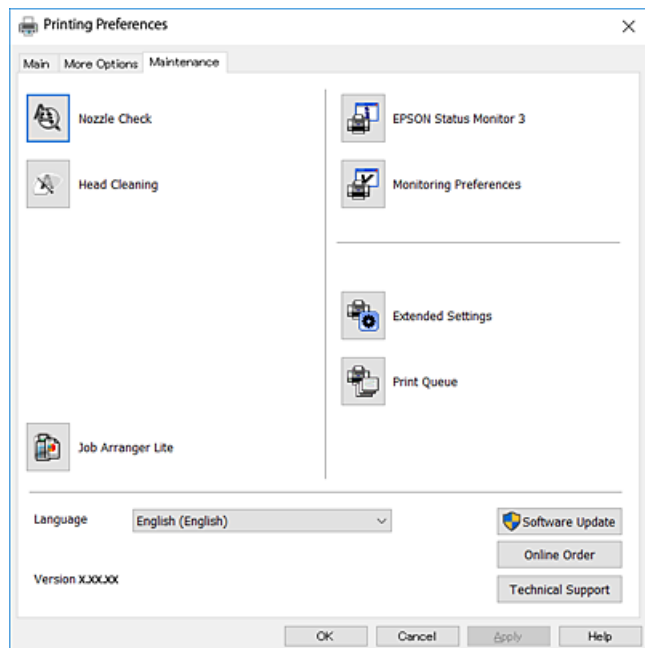 Printing Preferences
Main More Options Maintenance
Nozzle Check
Head Cleaning
Job Arranger Lite
EPSON Status Monitor 3
Monitoring Preferences
Extended Settings
Print Queue
Language English (English)
Version X.XX.XX
Software Update
Online Order
Technical Support
OK Cancel Apply Help